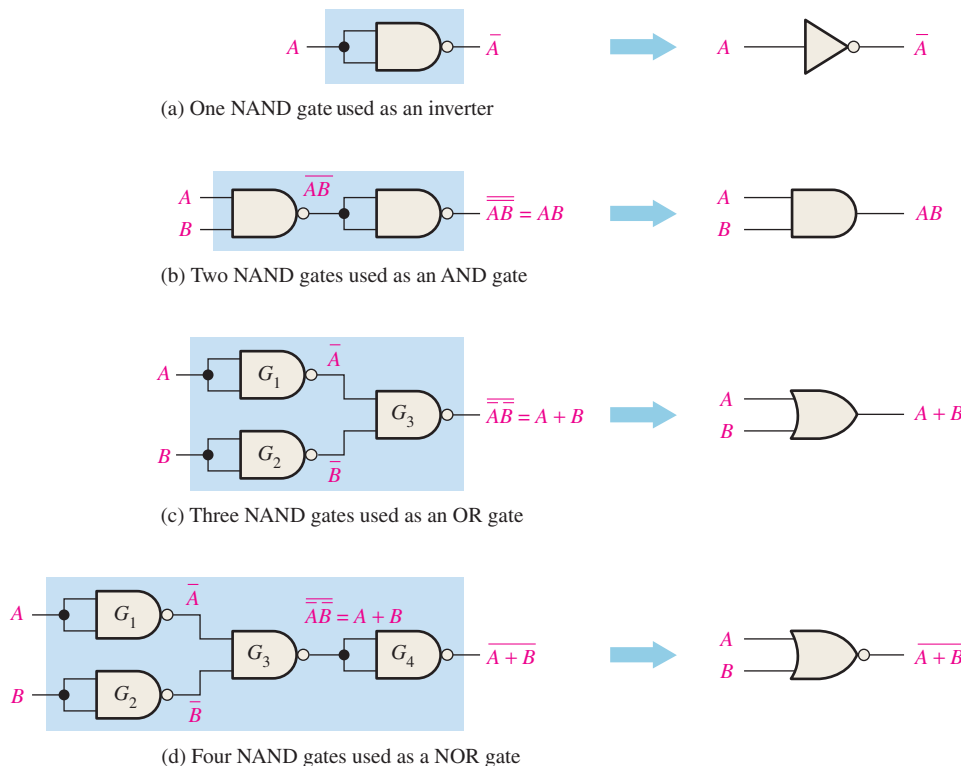 A A̅ A A̅
(a) One NAND gate used as an inverter
A̅B̅
A A
A̿B̿ = AB AB
B B
(b) Two NAND gates used as an AND gate
A̅
A G₁ A
G₃ A̿B̿ = A + B A + B
B
B G₂ B̅
(c) Three NAND gates used as an OR gate
A̅ A̿B̿ = A + B
A G₁ A
G₃ G₄ A̅ ̅+̅ ̅B̅ A̅ ̅+̅ ̅B̅
B
B G₂ B̅
(d) Four NAND gates used as a NOR gate